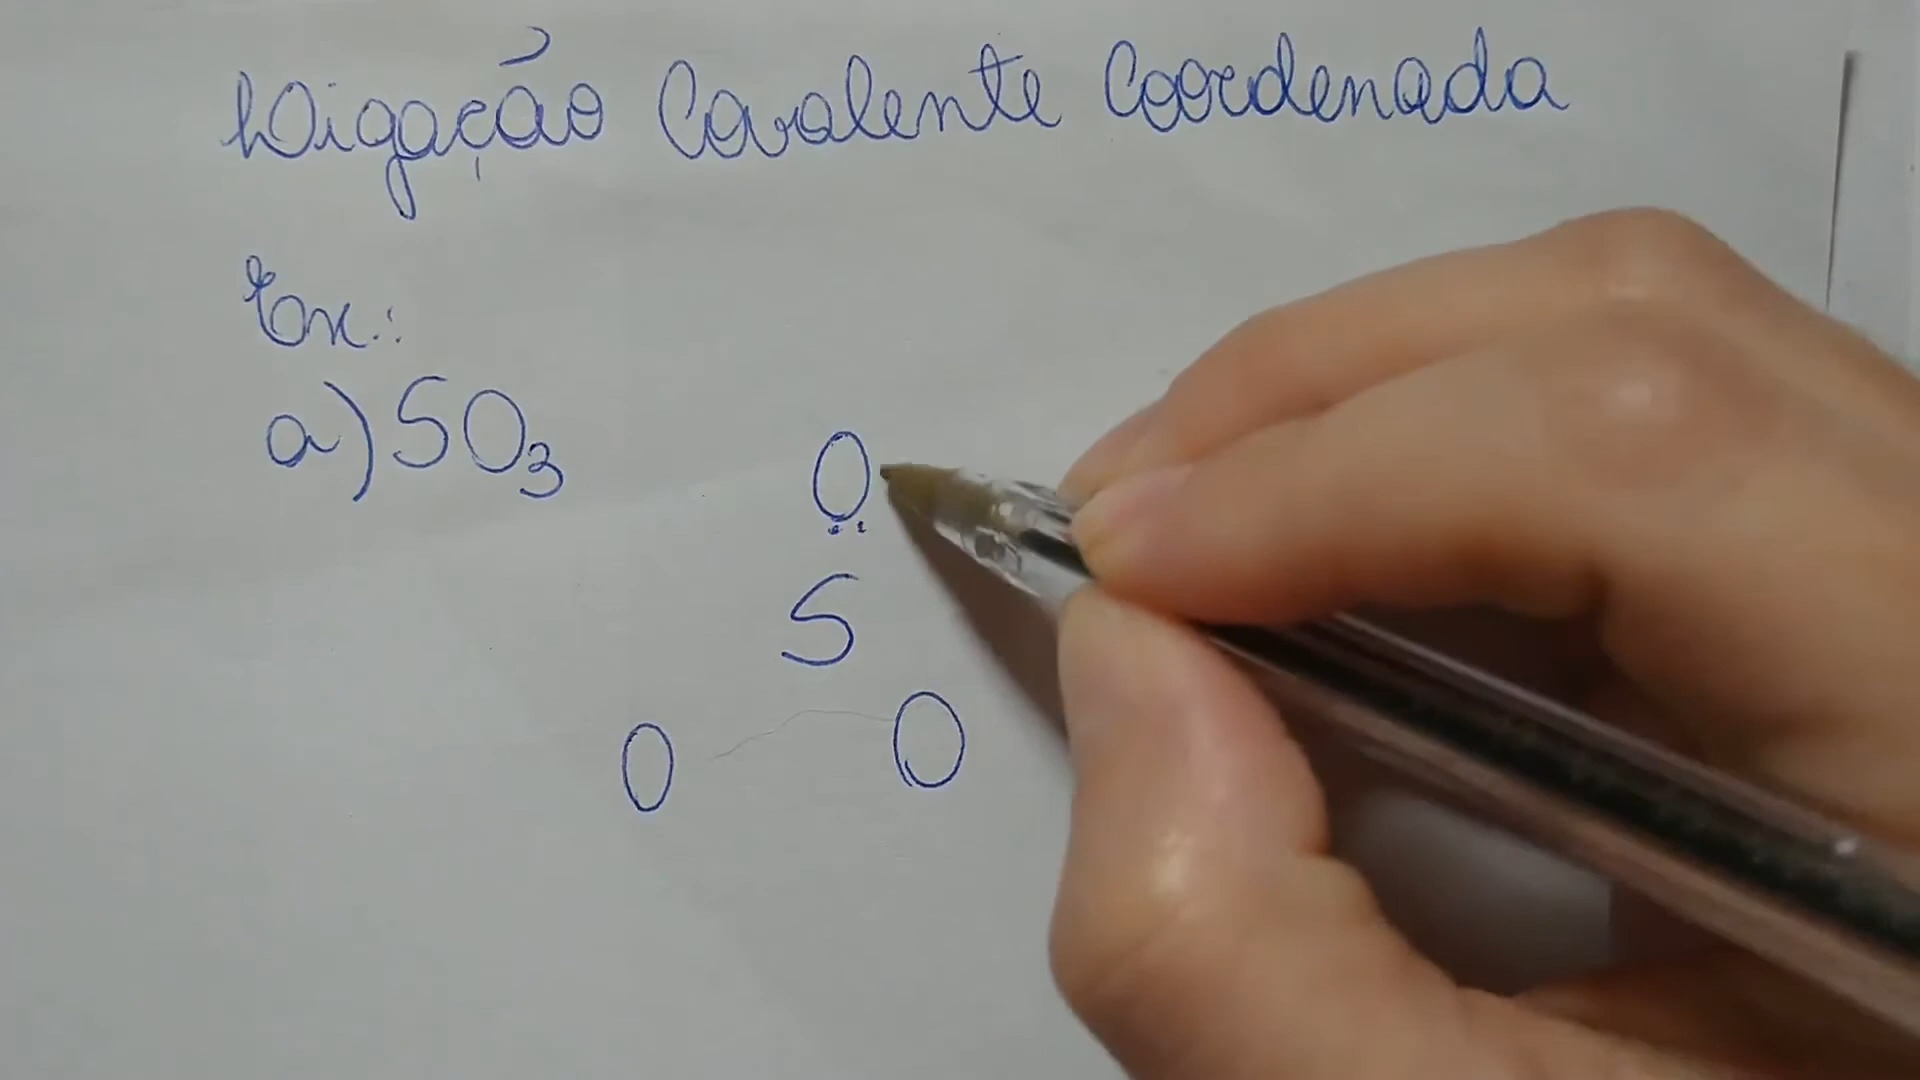 Ligação Covalente Coordenada
Ex.:
a) SO₃
O
S
O O